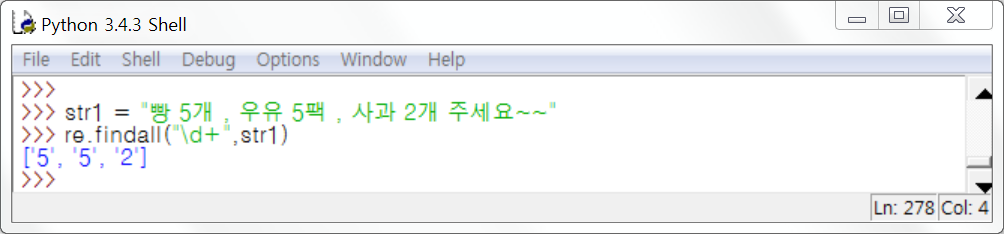 Python 3.4.3 Shell
File Edit Shell Debug Options Window Help
>>>
>>> str1 = "빵 5개 , 우유 5팩 , 사과 2개 주세요~~"
>>> re.findall("\d+",str1)
['5', '5', '2']
>>>
Ln: 278 Col: 4